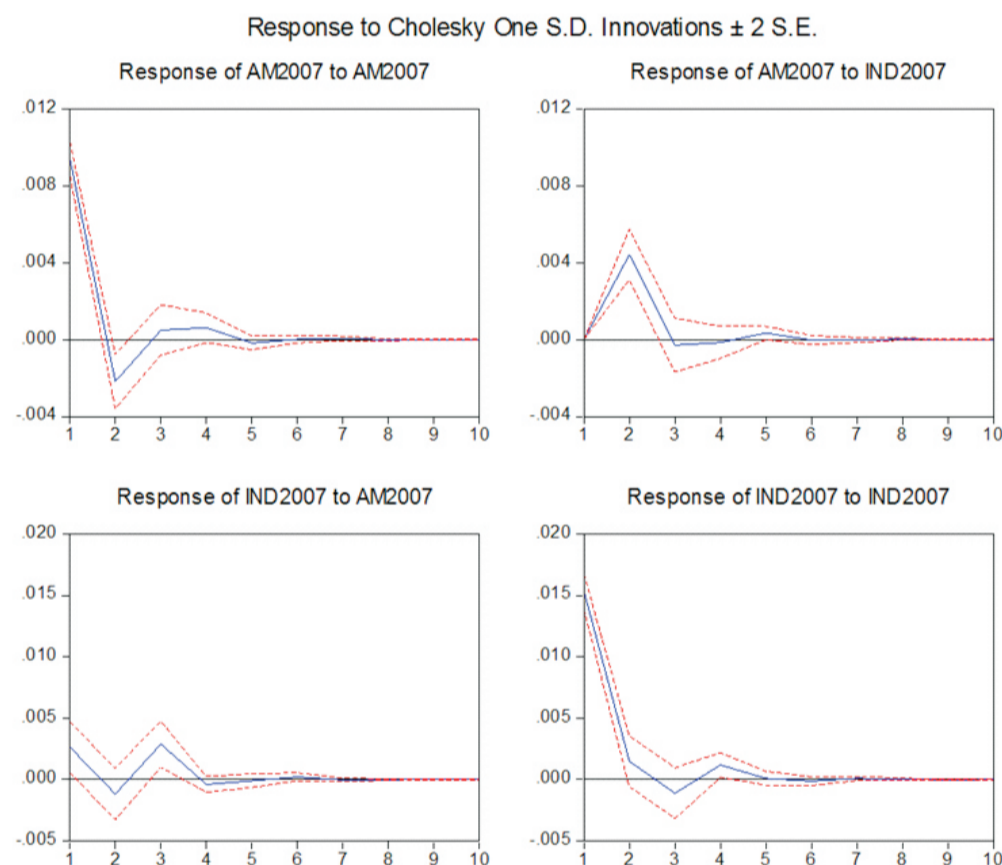 Response to Cholesky One S.D. Innovations ± 2 S.E.
Response of AM2007 to AM2007
.012
.008
.004
.000
-.004
1 2 3 4 5 6 7 8 9 10
Response of AM2007 to IND2007
.012
.008
.004
.000
-.004
1 2 3 4 5 6 7 8 9 10
Response of IND2007 to AM2007
.020
.015
.010
.005
.000
-.005
1 2 3 4 5 6 7 8 9 10
Response of IND2007 to IND2007
.020
.015
.010
.005
.000
-.005
1 2 3 4 5 6 7 8 9 10